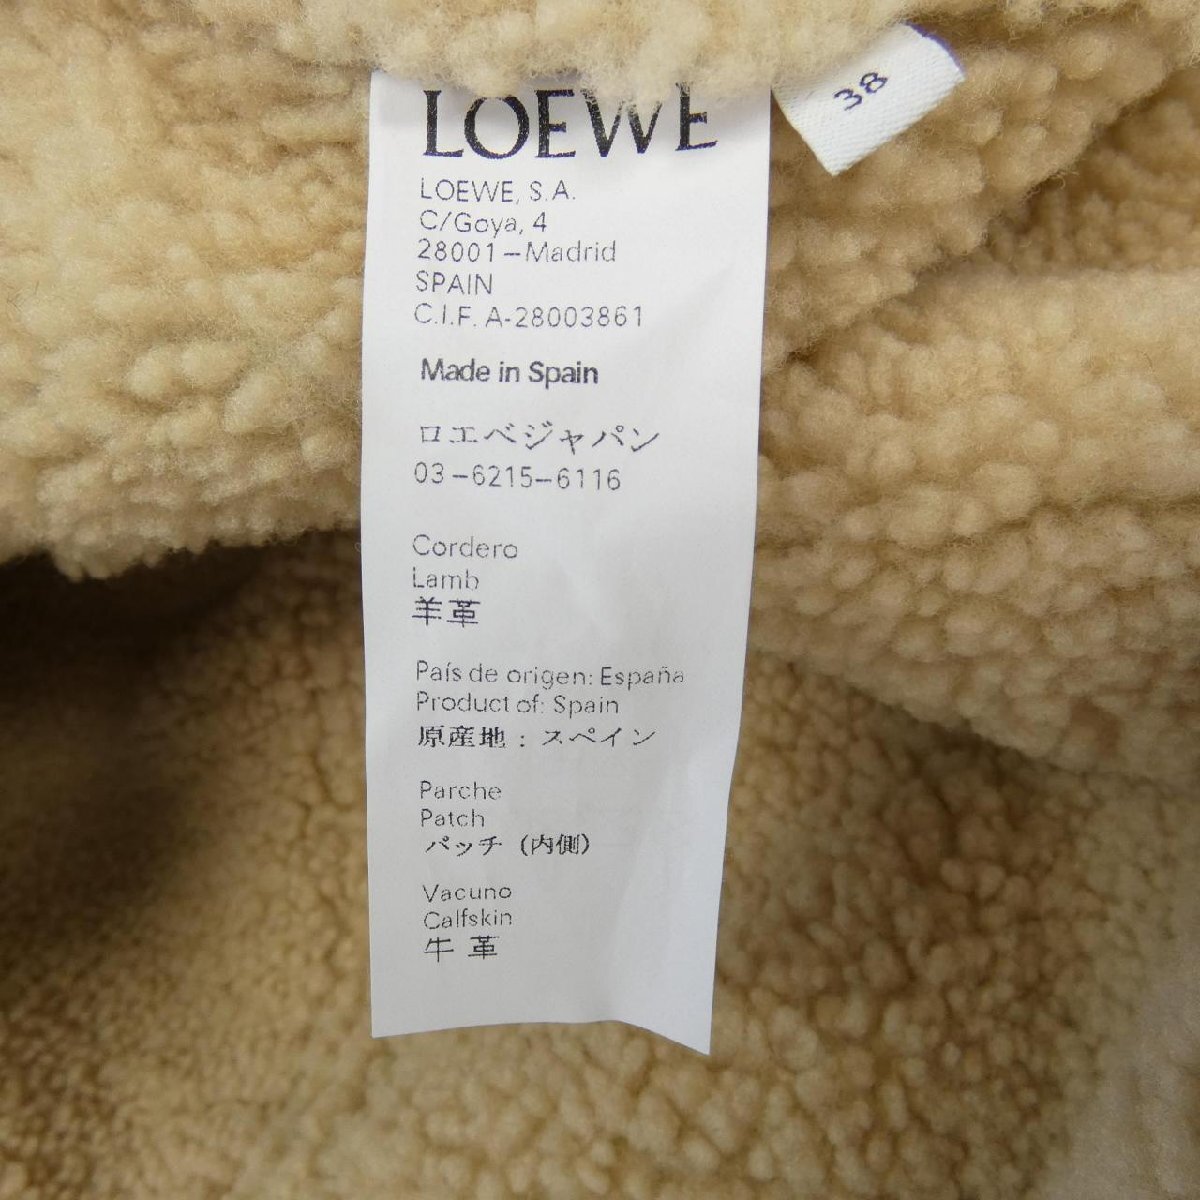 LOEWE
38
LOEWE, S.A.
C/Goya, 4
28001–Madrid
SPAIN
C.I.F. A-28003861
Made in Spain
ロエベジャパン
03–6215–6116
Cordero
Lamb
羊革
País de origen: España
Product of: Spain
原産地：スペイン
Parche
Patch
パッチ（内側）
Vacuno
Calfskin
牛革